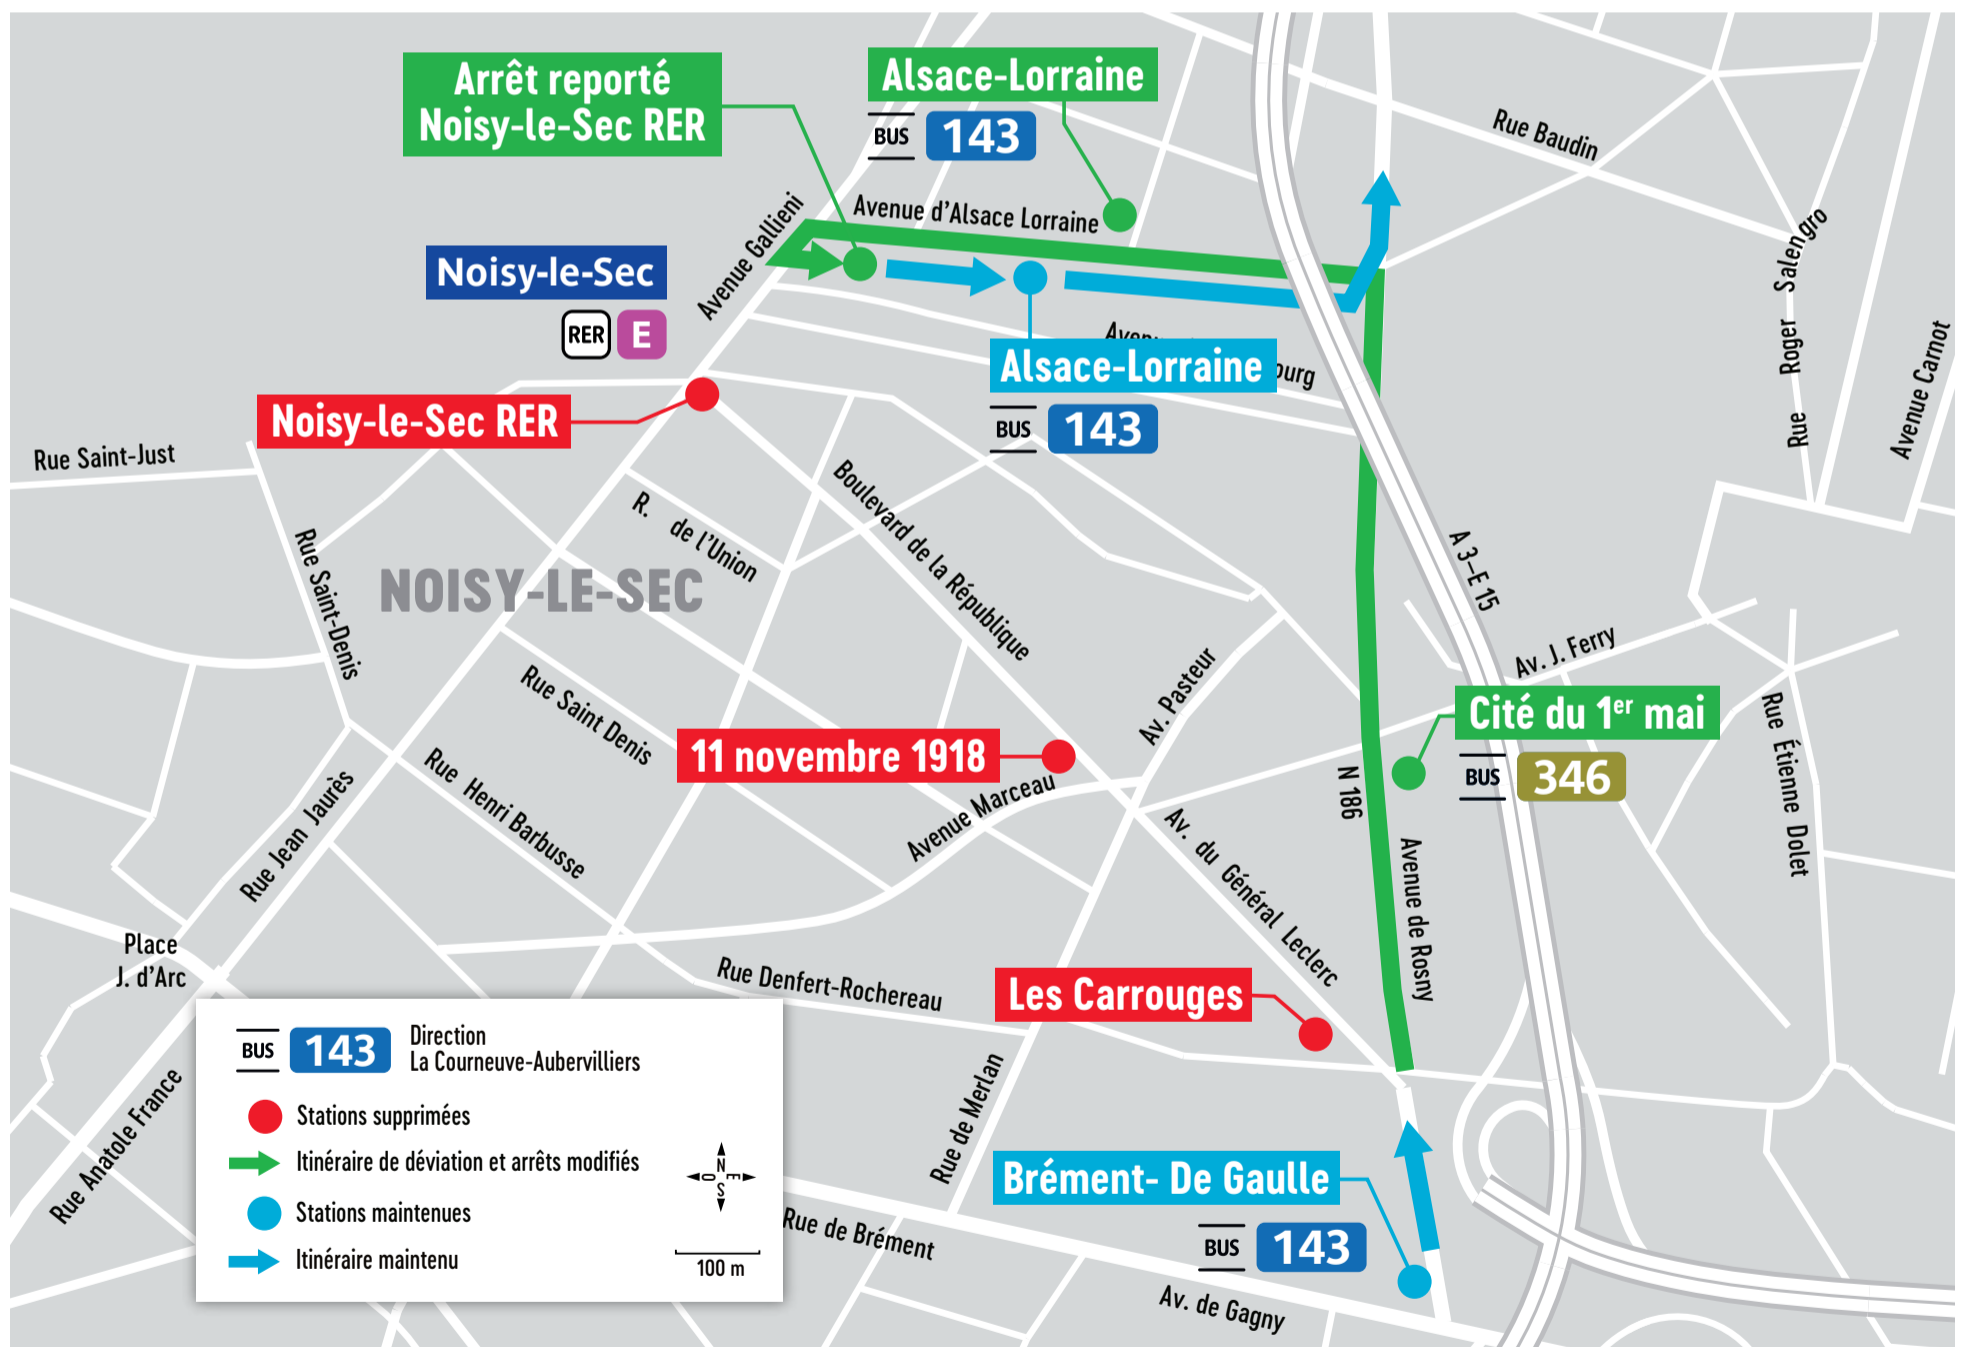 Arrêt reporté
Noisy-le-Sec RER
Alsace-Lorraine
BUS 143
Rue Baudin
Avenue d'Alsace Lorraine
Avenue Gallieni
Noisy-le-Sec
RER E
Rue Roger Salengro
Avenue Carnot
Alsace-Lorraine
BUS 143
Noisy-le-Sec RER
Rue Saint-Just
Rue Saint-Denis
R. de l'Union
Boulevard de la République
NOISY-LE-SEC
A 3–E 15
Av. J. Ferry
Av. Pasteur
Rue Saint Denis
11 novembre 1918
Cité du 1er mai
BUS 346
Rue Étienne Dolet
N 186
Avenue de Rosny
Avenue Marceau
Av. du Général Leclerc
Rue Henri Barbusse
Rue Jean Jaurès
Place
J. d'Arc
Rue Denfert-Rochereau
Les Carrouges
Rue de Merlan
Rue Anatole France
Brément- De Gaulle
BUS 143
Rue de Brément
Av. de Gagny
BUS 143
Direction
La Courneuve-Aubervilliers
Stations supprimées
Itinéraire de déviation et arrêts modifiés
Stations maintenues
Itinéraire maintenu
N
O E
S
100 m